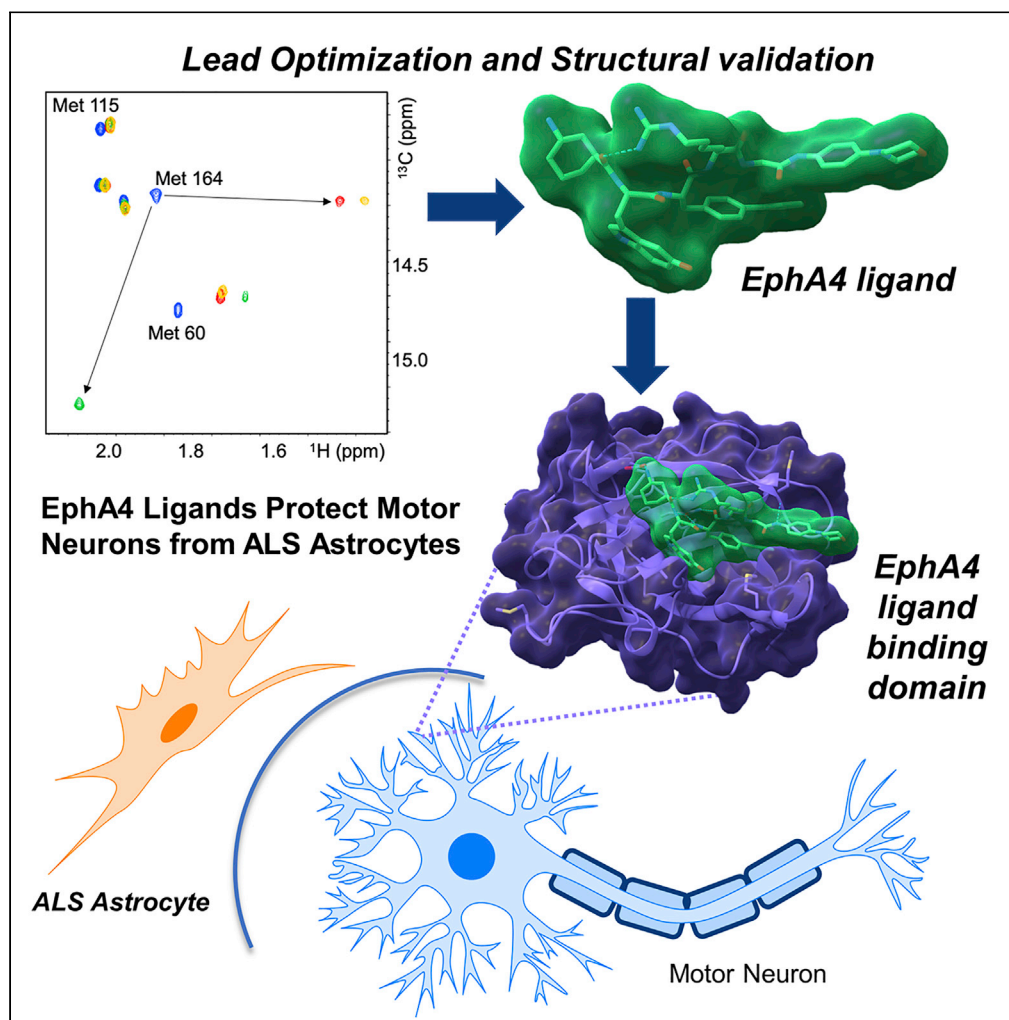 Lead Optimization and Structural validation
Met 115
Met 164
Met 60
¹³C (ppm)
14.5
15.0
2.0 1.8 1.6 ¹H (ppm)
EphA4 ligand
EphA4 Ligands Protect Motor
Neurons from ALS Astrocytes
EphA4
ligand
binding
domain
ALS Astrocyte
Motor Neuron